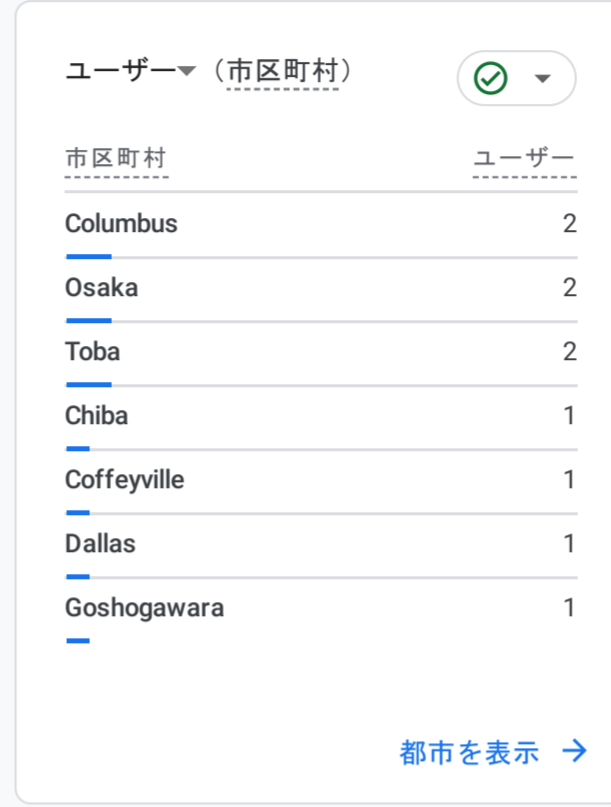 ユーザー（市区町村）
市区町村 ユーザー
Columbus 2
Osaka 2
Toba 2
Chiba 1
Coffeyville 1
Dallas 1
Goshogawara 1
都市を表示